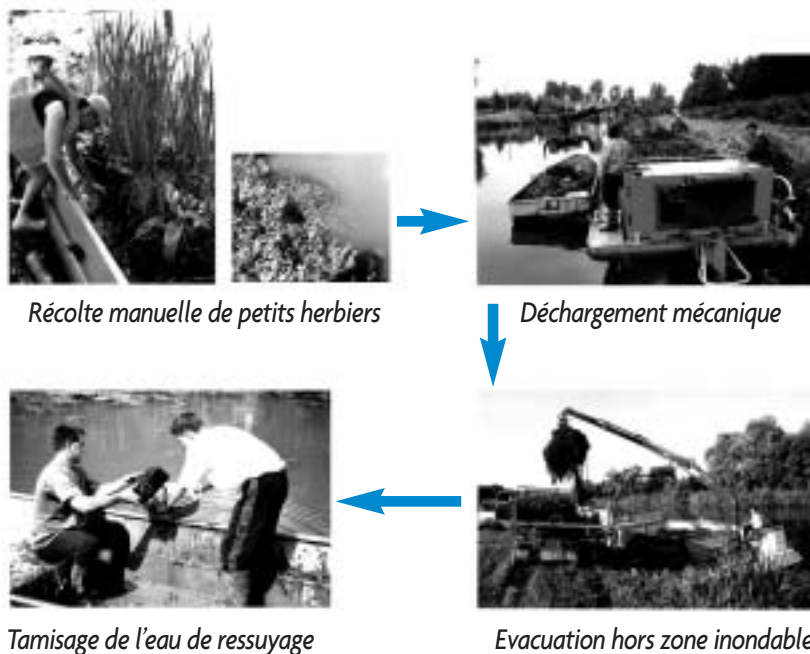 Récolte manuelle de petits herbiers
Déchargement mécanique
Tamisage de l'eau de ressuyage
Evacuation hors zone inondable